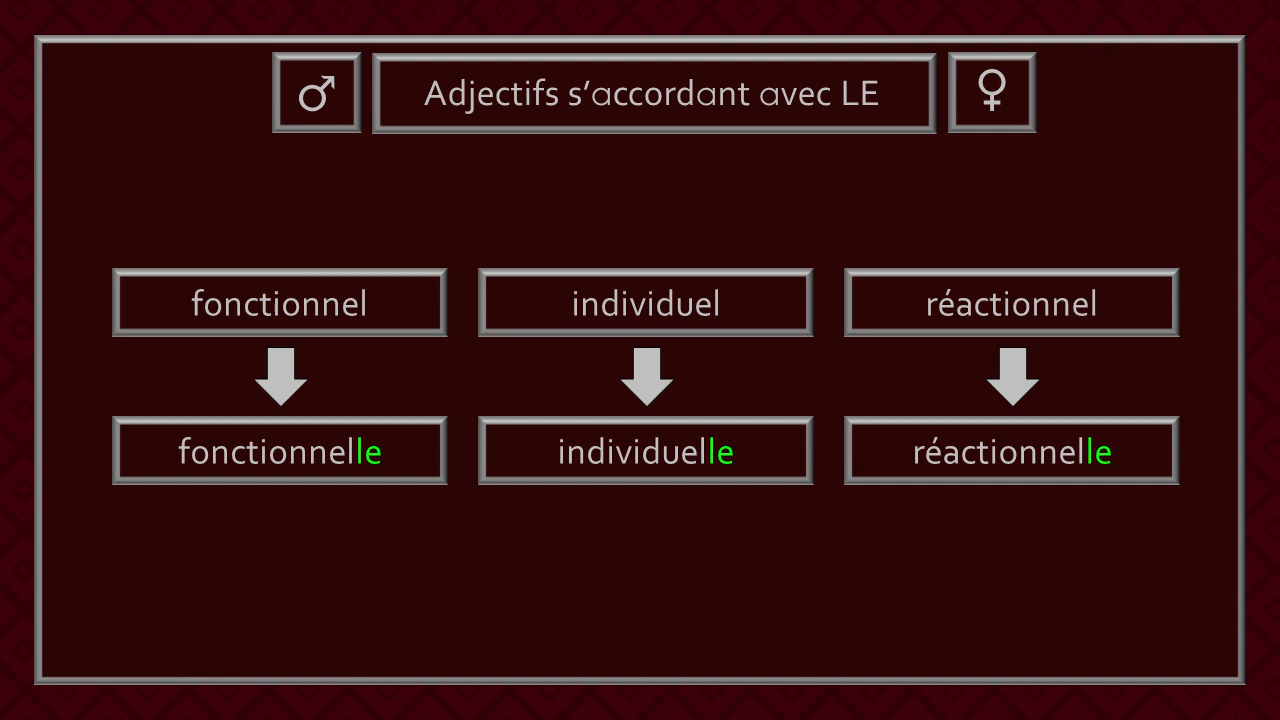 ♂ Adjectifs s’accordant avec LE ♀
fonctionnel individuel réactionnel
fonctionnelle individuelle réactionnelle